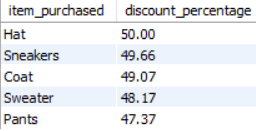 item_purchased discount_percentage
Hat 50.00
Sneakers 49.66
Coat 49.07
Sweater 48.17
Pants 47.37